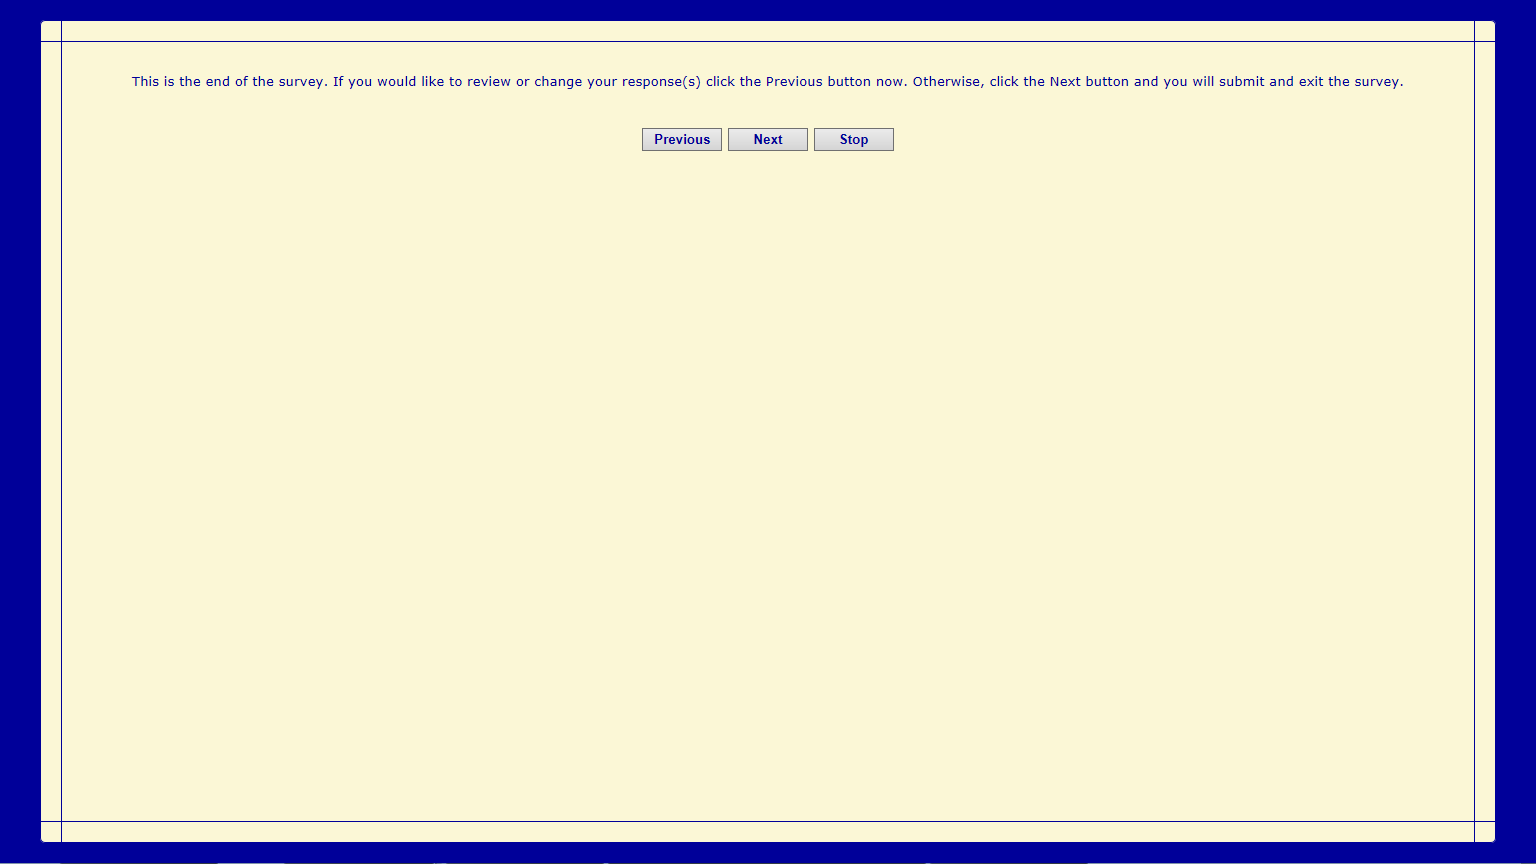 This is the end of the survey. If you would like to review or change your response(s) click the Previous button now. Otherwise, click the Next button and you will submit and exit the survey.
Previous Next Stop